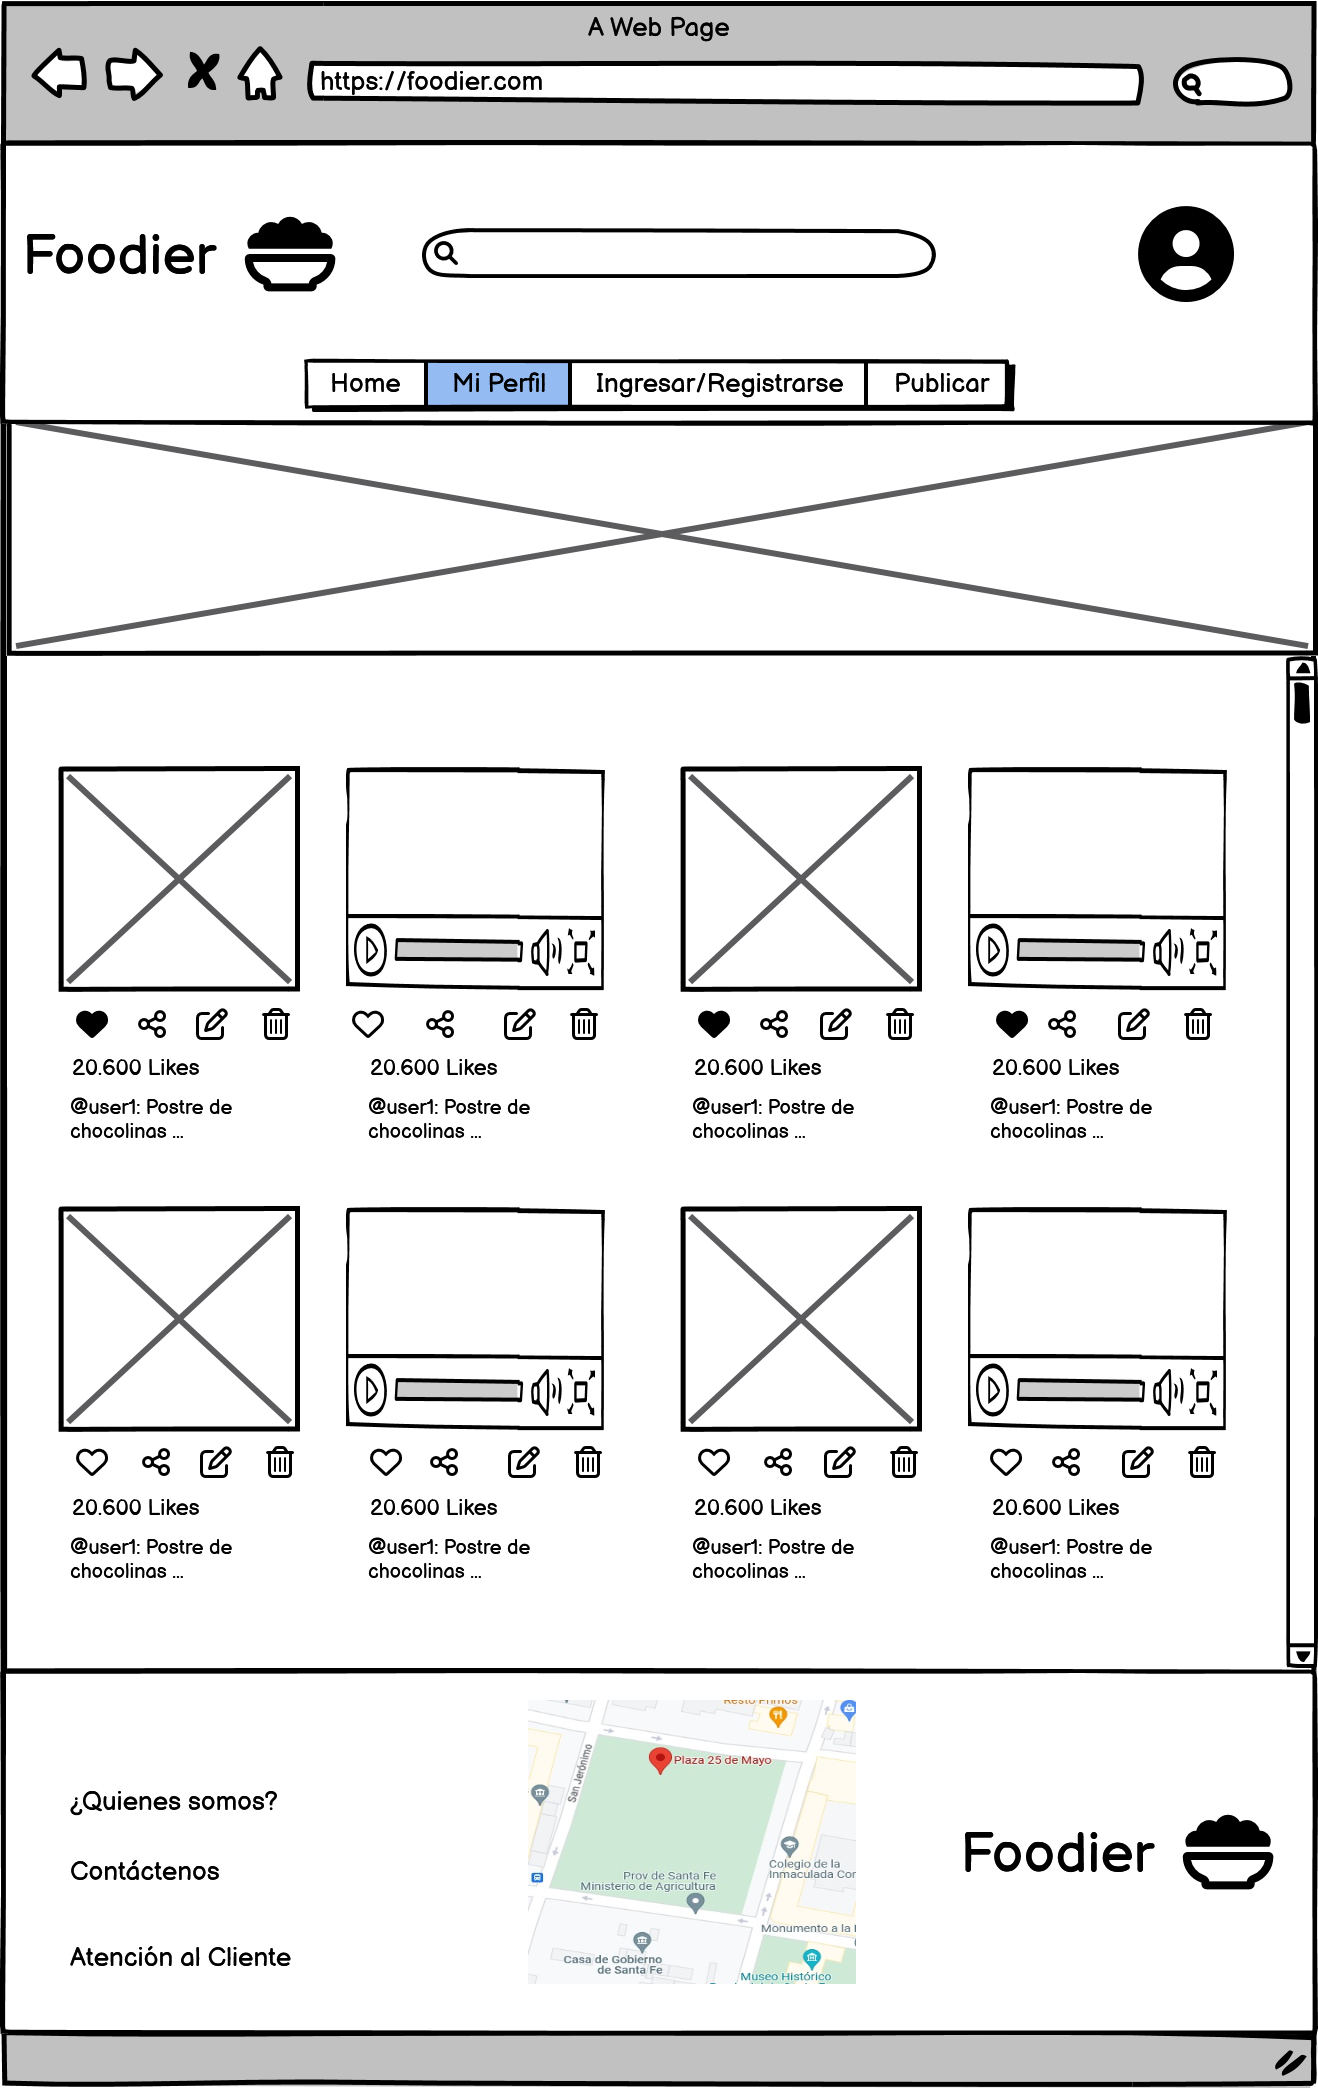 A Web Page
https://foodier.com
Foodier
Home Mi Perfil Ingresar/Registrarse Publicar
20.600 Likes 20.600 Likes 20.600 Likes 20.600 Likes
@user1: Postre de @user1: Postre de @user1: Postre de @user1: Postre de
chocolinas ... chocolinas ... chocolinas ... chocolinas ...
20.600 Likes 20.600 Likes 20.600 Likes 20.600 Likes
@user1: Postre de @user1: Postre de @user1: Postre de @user1: Postre de
chocolinas ... chocolinas ... chocolinas ... chocolinas ...
¿Quienes somos?
Contáctenos
Atención al Cliente
Resto Primos
Plaza 25 de Mayo
San Jerónimo
Colegio de la
Inmaculada Con
Prov de Santa Fe
Ministerio de Agricultura
Monumento a la
Casa de Gobierno
de Santa Fe
Museo Histórico
Foodier